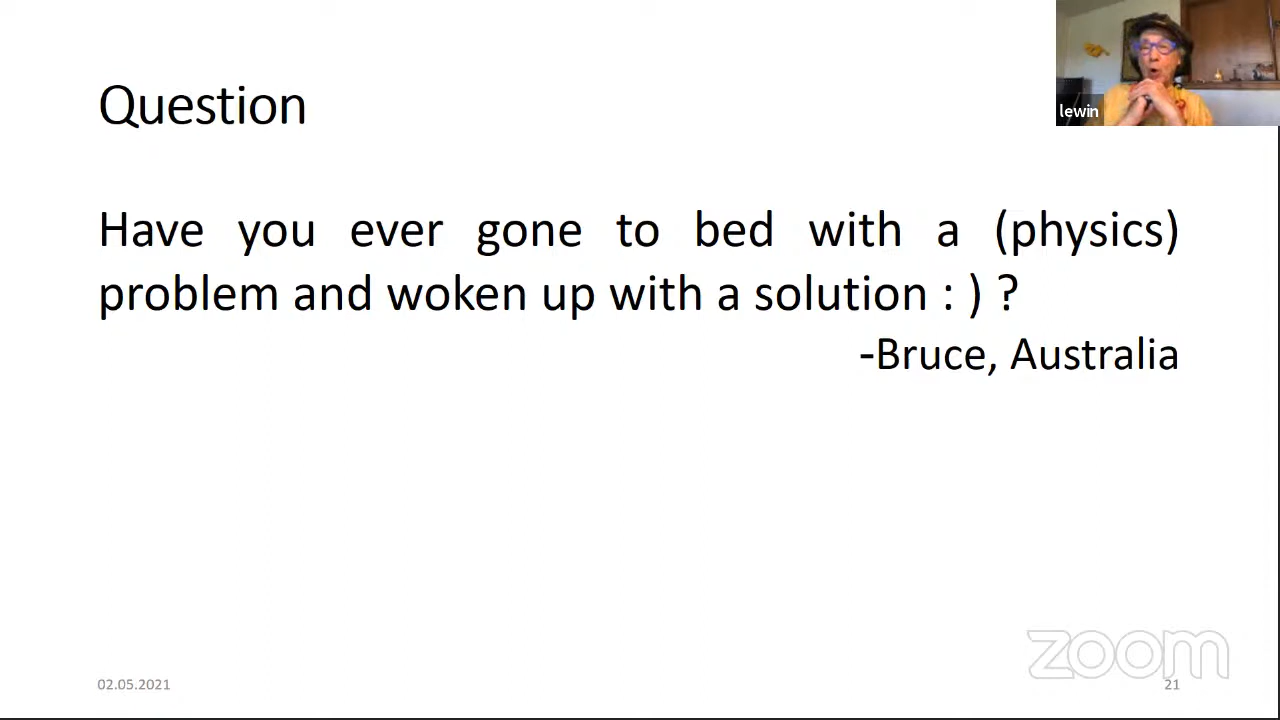 Question
lewin
Have you ever gone to bed with a (physics)
problem and woken up with a solution : ) ?
-Bruce, Australia
zoom
02.05.2021
21